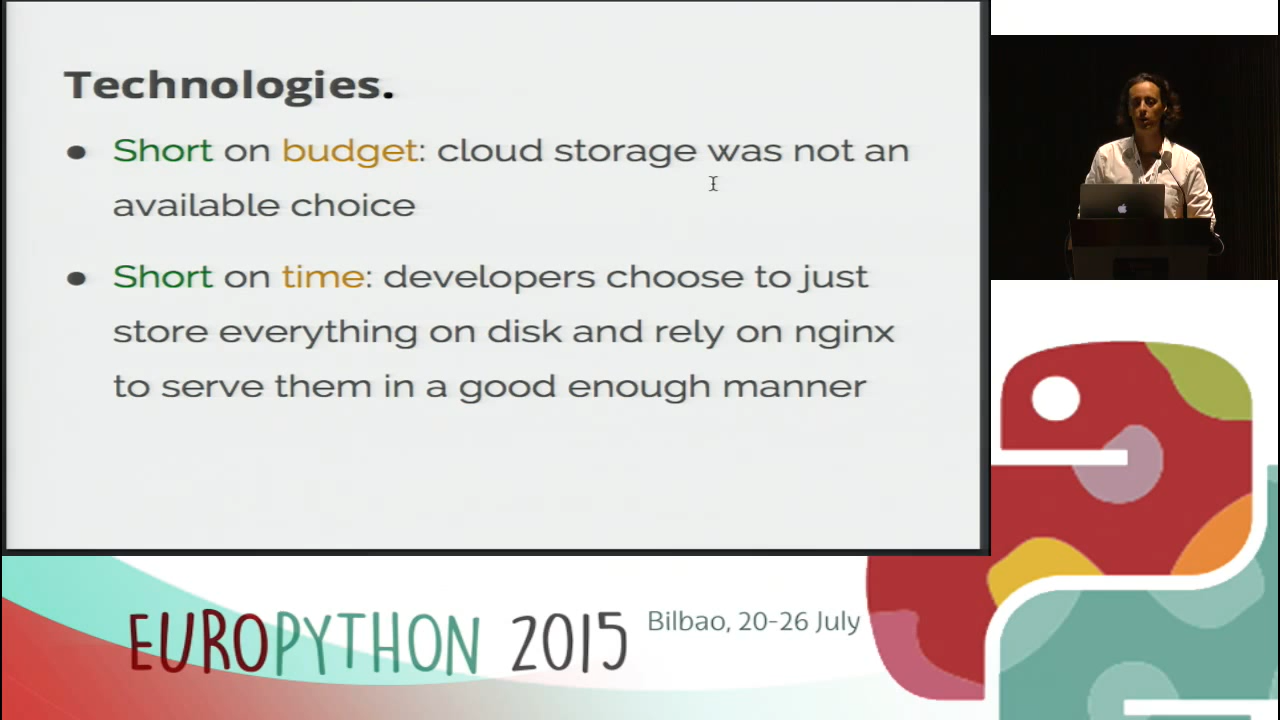 Technologies.
● Short on budget: cloud storage was not an
available choice
● Short on time: developers choose to just
store everything on disk and rely on nginx
to serve them in a good enough manner
EUROPYTHON 2015
Bilbao, 20-26 July